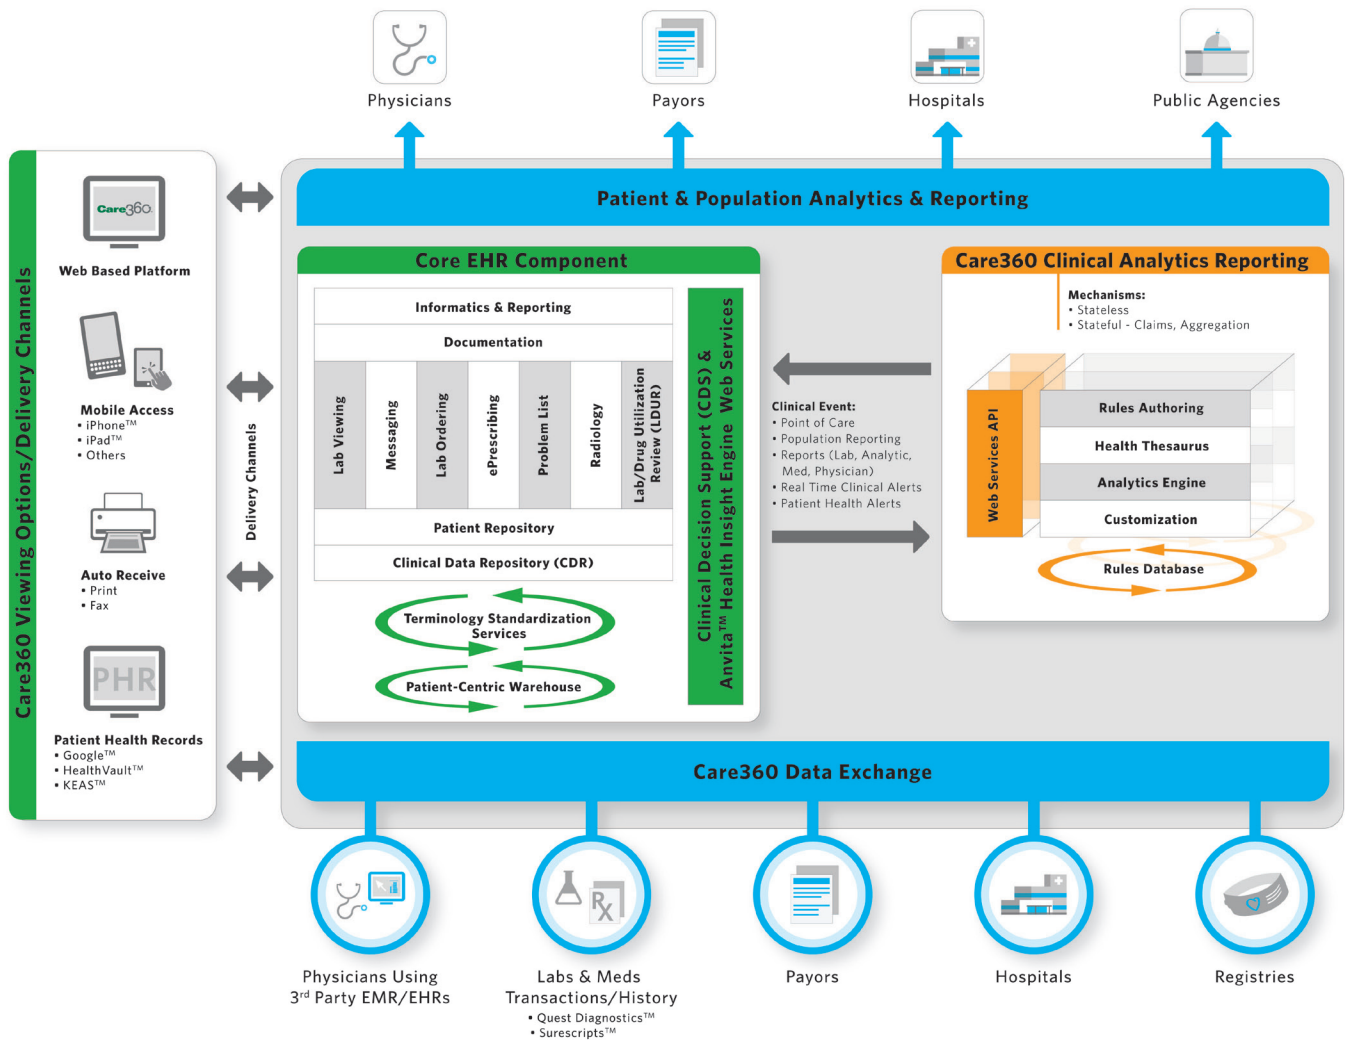 Physicians
Payors
Hospitals
Public Agencies
Care360 Viewing Options/Delivery Channels
Care360
Web Based Platform
Mobile Access
▪ iPhone™
▪ iPad™
▪ Others
Auto Receive
▪ Print
▪ Fax
PHR
Patient Health Records
▪ Google™
▪ HealthVault™
▪ KEAS™
Delivery Channels
Patient & Population Analytics & Reporting
Core EHR Component
Informatics & Reporting
Documentation
Lab Viewing
Messaging
Lab Ordering
ePrescribing
Problem List
Radiology
Lab/Drug Utilization
Review (LDUR)
Patient Repository
Clinical Data Repository (CDR)
Terminology Standardization
Services
Patient-Centric Warehouse
Clinical Decision Support (CDS) &
Anvita™ Health Insight Engine Web Services
Clinical Event:
▪ Point of Care
▪ Population Reporting
▪ Reports (Lab, Analytic,
Med, Physician)
▪ Real Time Clinical Alerts
▪ Patient Health Alerts
Care360 Clinical Analytics Reporting
Mechanisms:
▪ Stateless
▪ Stateful - Claims, Aggregation
Web Services API
Rules Authoring
Health Thesaurus
Analytics Engine
Customization
Rules Database
Care360 Data Exchange
Physicians Using
3rd Party EMR/EHRs
Rx
Labs & Meds
Transactions/History
▪ Quest Diagnostics™
▪ Surescripts™
Payors
Hospitals
Registries